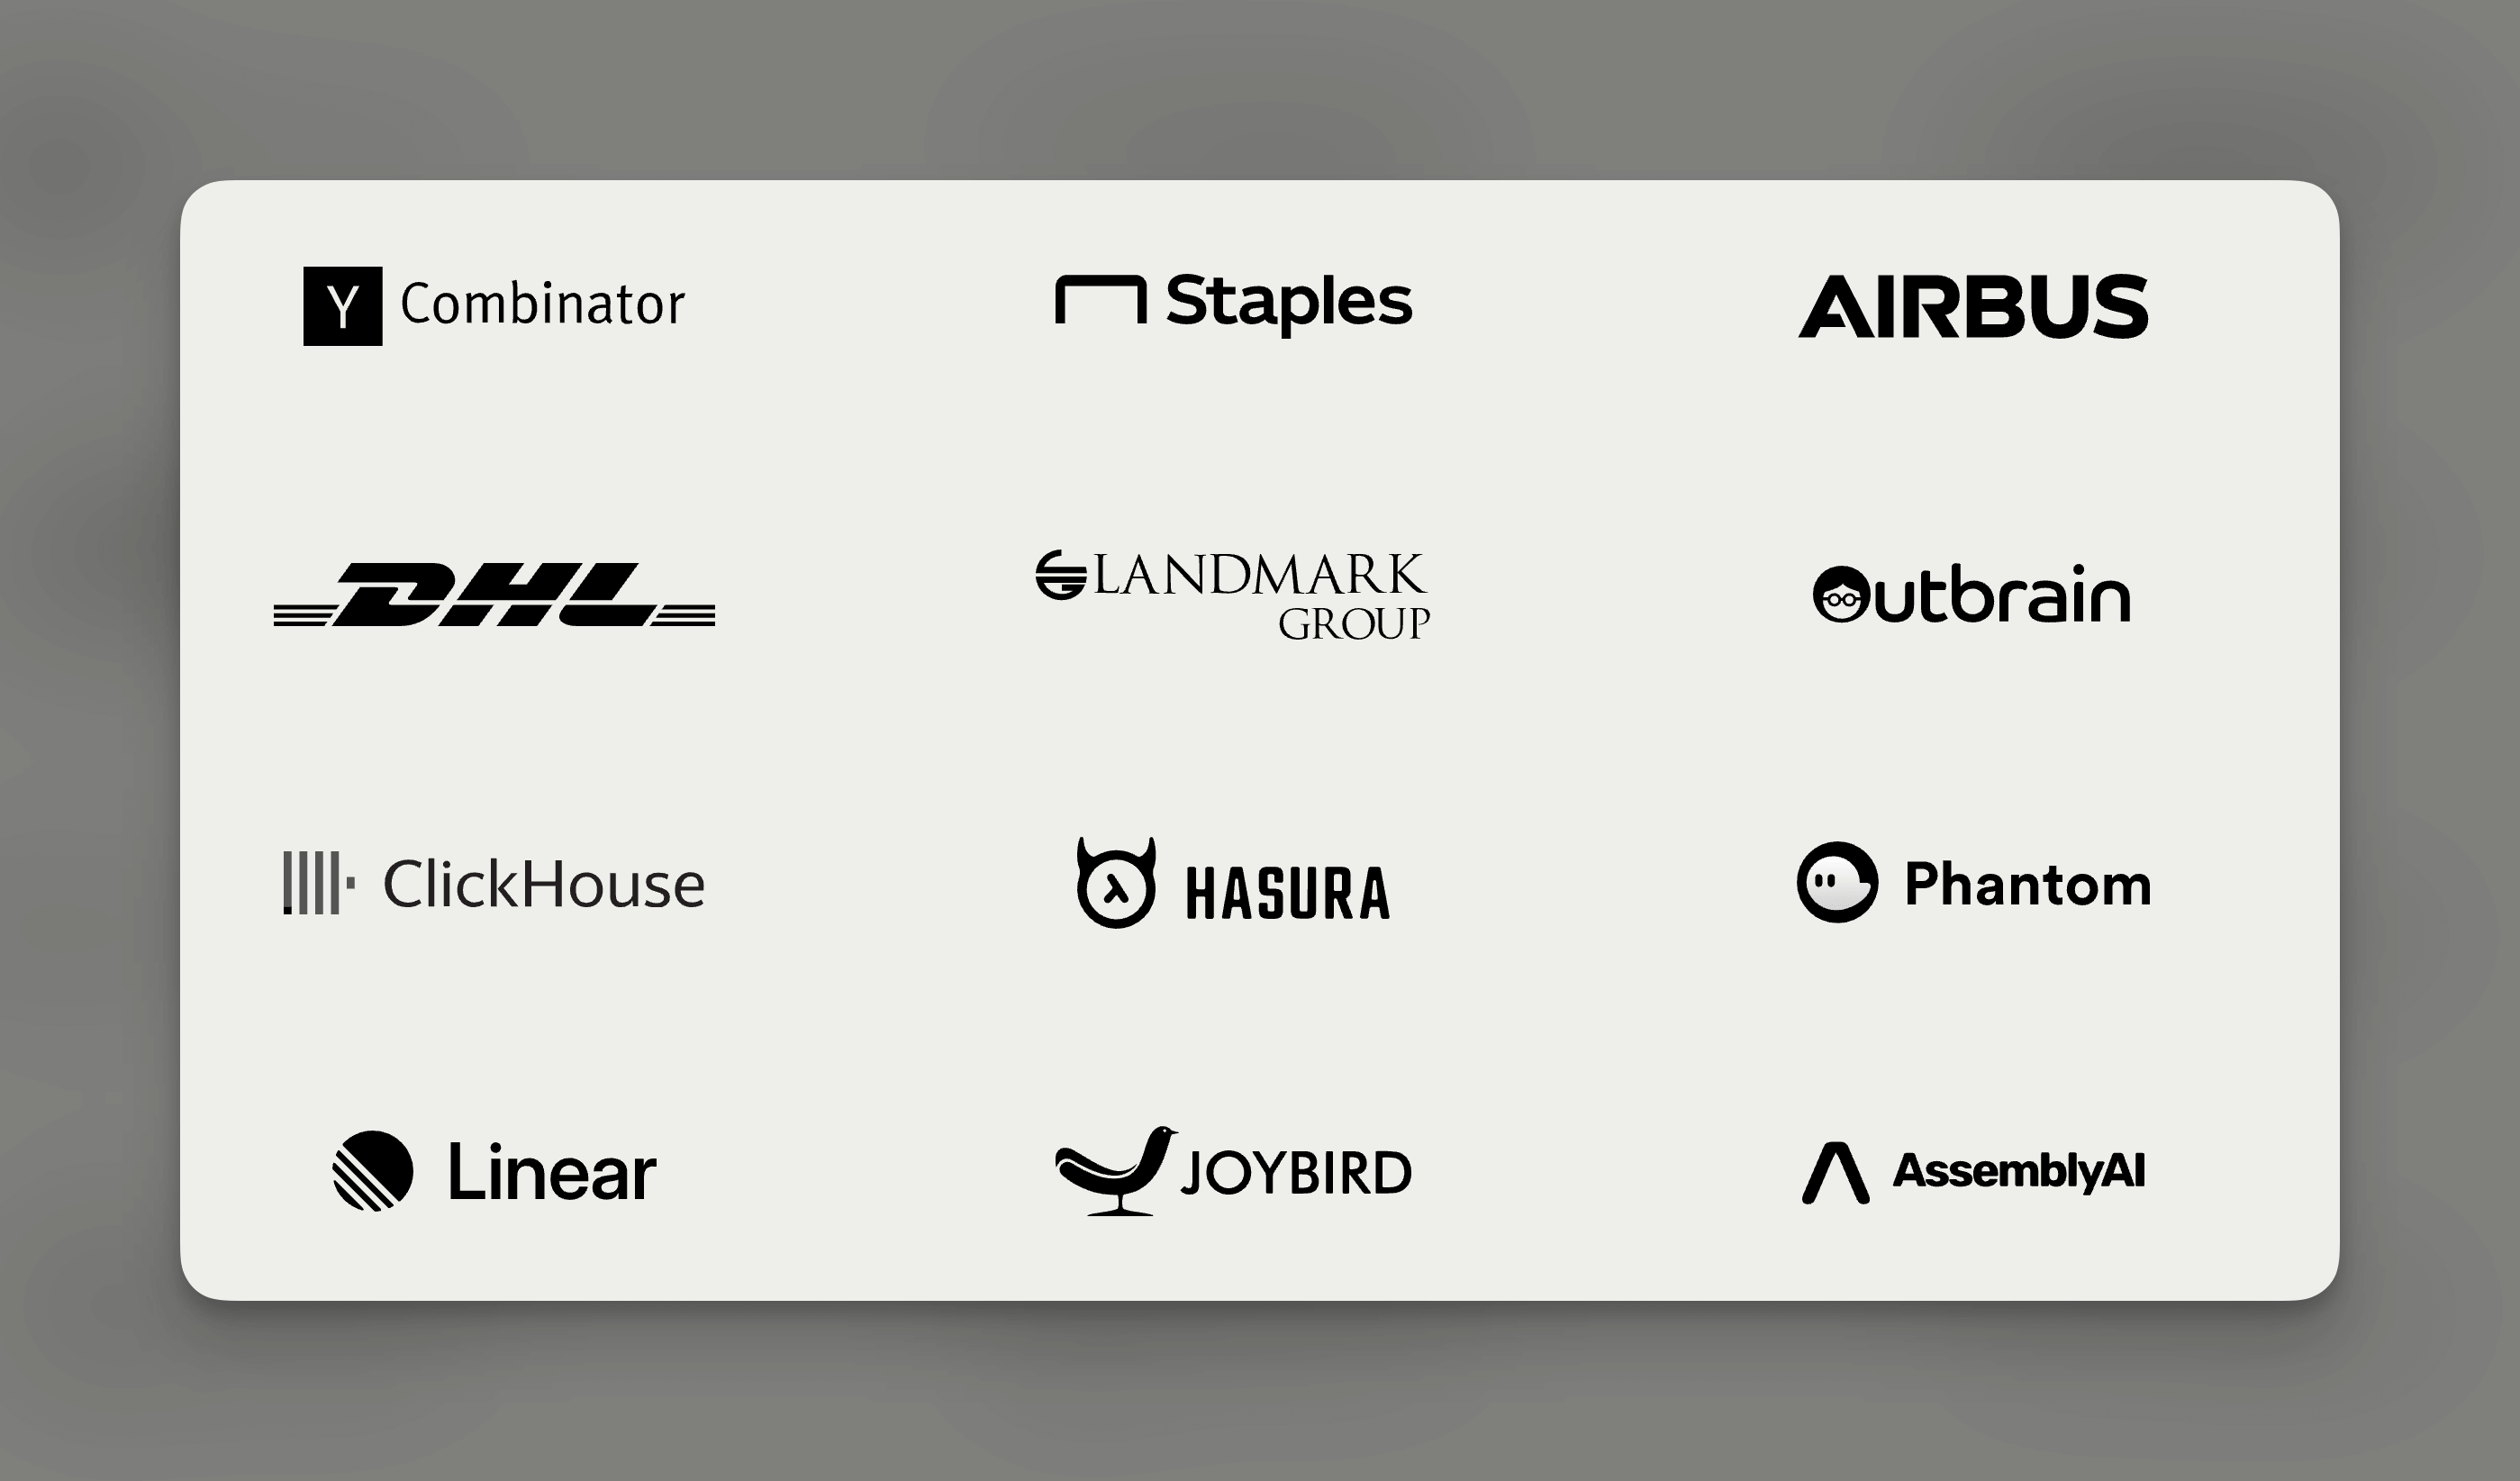 Y Combinator
Staples
AIRBUS
DHL
LANDMARK
GROUP
Outbrain
ClickHouse
HASURA
Phantom
Linear
JOYBIRD
AssemblyAI